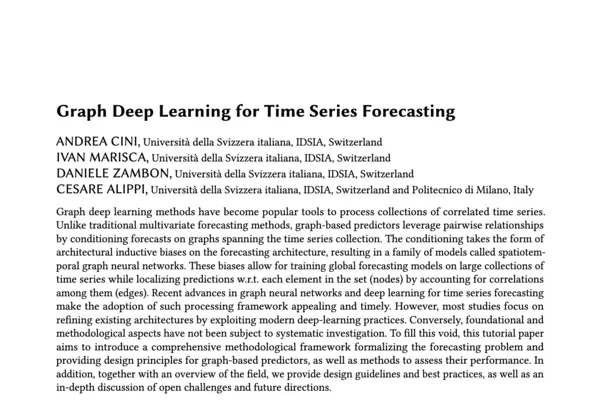 Graph Deep Learning for Time Series Forecasting
ANDREA CINI, Università della Svizzera italiana, IDSIA, Switzerland
IVAN MARISCA, Università della Svizzera italiana, IDSIA, Switzerland
DANIELE ZAMBON, Università della Svizzera italiana, IDSIA, Switzerland
CESARE ALIPPI, Università della Svizzera italiana, IDSIA, Switzerland and Politecnico di Milano, Italy
Graph deep learning methods have become popular tools to process collections of correlated time series.
Unlike traditional multivariate forecasting methods, graph-based predictors leverage pairwise relationships
by conditioning forecasts on graphs spanning the time series collection. The conditioning takes the form of
architectural inductive biases on the forecasting architecture, resulting in a family of models called spatiotem-
poral graph neural networks. These biases allow for training global forecasting models on large collections of
time series while localizing predictions w.r.t. each element in the set (nodes) by accounting for correlations
among them (edges). Recent advances in graph neural networks and deep learning for time series forecasting
make the adoption of such processing framework appealing and timely. However, most studies focus on
refining existing architectures by exploiting modern deep-learning practices. Conversely, foundational and
methodological aspects have not been subject to systematic investigation. To fill this void, this tutorial paper
aims to introduce a comprehensive methodological framework formalizing the forecasting problem and
providing design principles for graph-based predictors, as well as methods to assess their performance. In
addition, together with an overview of the field, we provide design guidelines and best practices, as well as an
in-depth discussion of open challenges and future directions.